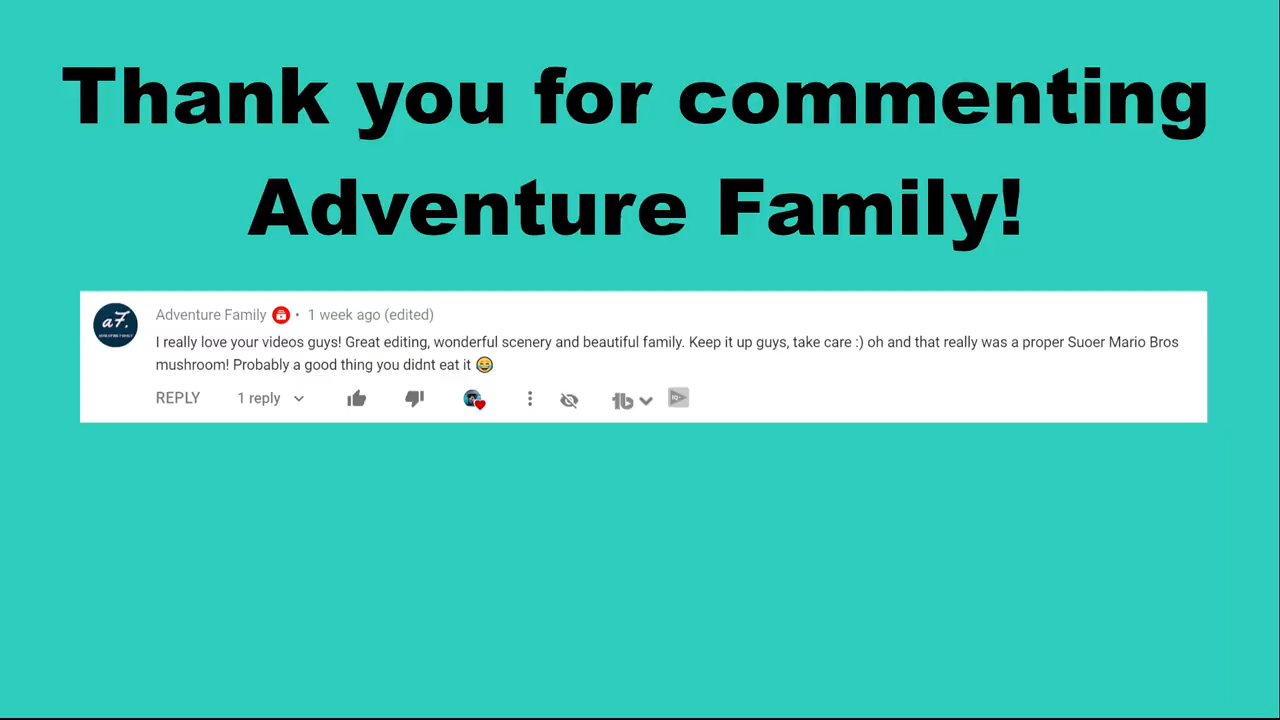 Thank you for commenting
Adventure Family!
aF.
Adventure Family • 1 week ago (edited)
I really love your videos guys! Great editing, wonderful scenery and beautiful family. Keep it up guys, take care :) oh and that really was a proper Suoer Mario Bros
mushroom! Probably a good thing you didnt eat it 😂
REPLY 1 reply